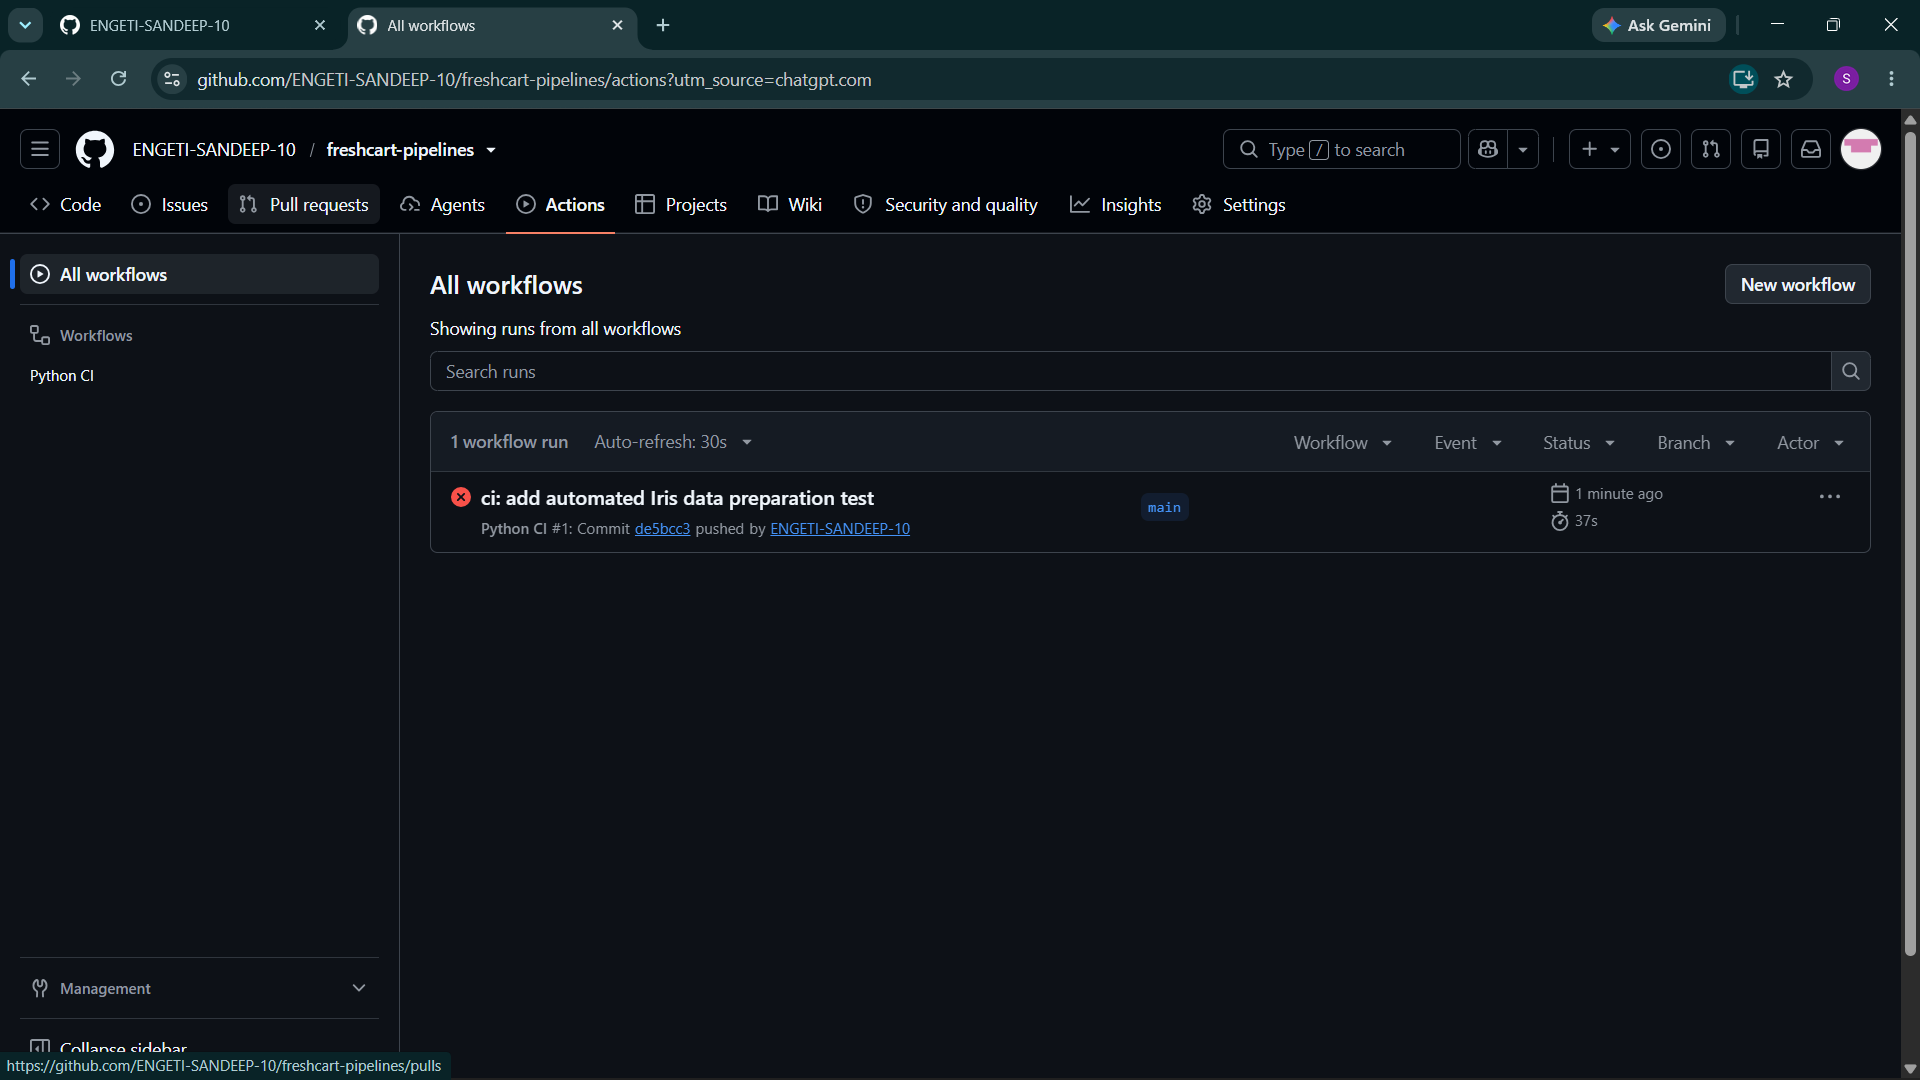 ENGETI-SANDEEP-10
All workflows
Ask Gemini
github.com/ENGETI-SANDEEP-10/freshcart-pipelines/actions?utm_source=chatgpt.com
S
ENGETI-SANDEEP-10 / freshcart-pipelines
Type / to search
Code
Issues
Pull requests
Agents
Actions
Projects
Wiki
Security and quality
Insights
Settings
All workflows
Workflows
Python CI
All workflows
New workflow
Showing runs from all workflows
Search runs
1 workflow run
Auto-refresh: 30s
Workflow
Event
Status
Branch
Actor
ci: add automated Iris data preparation test
Python CI #1: Commit de5bcc3 pushed by ENGETI-SANDEEP-10
main
1 minute ago
37s
Management
Collapse sidebar
https://github.com/ENGETI-SANDEEP-10/freshcart-pipelines/pulls